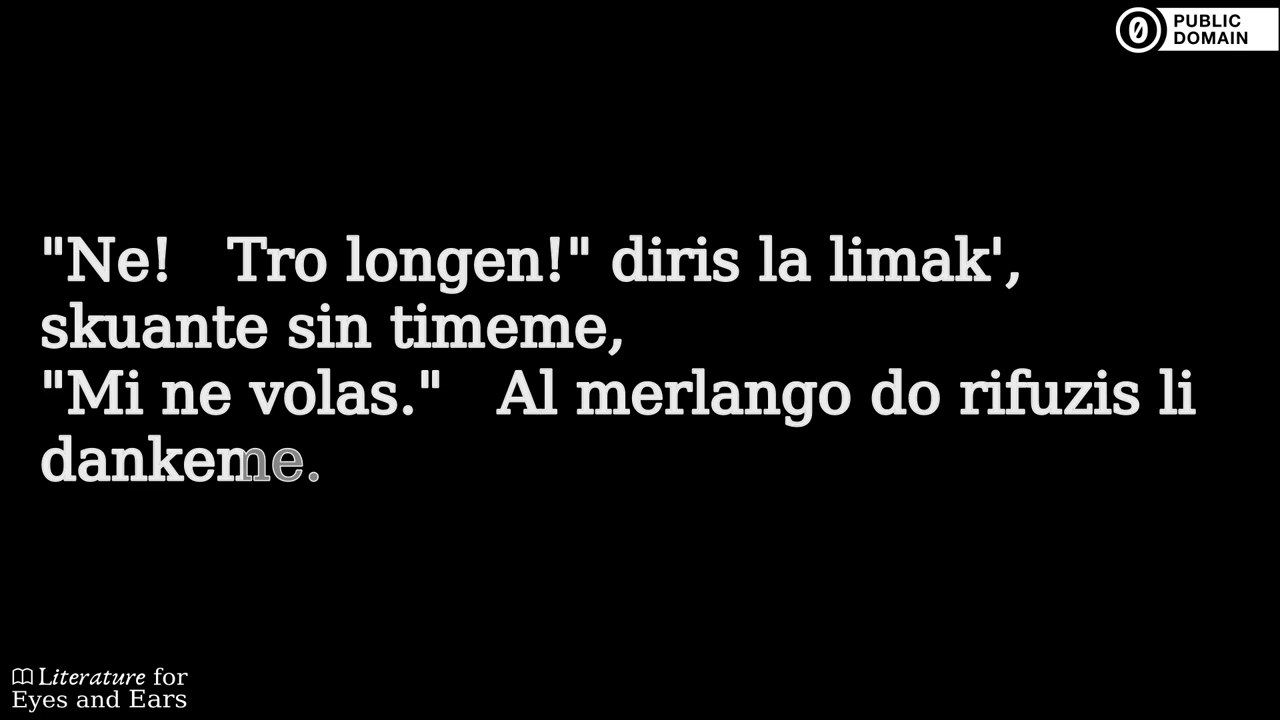 PUBLIC
DOMAIN
"Ne!   Tro longen!" diris la limak',
skuante sin timeme,
"Mi ne volas."   Al merlango do rifuzis li
dankeme.
Literature for
Eyes and Ears